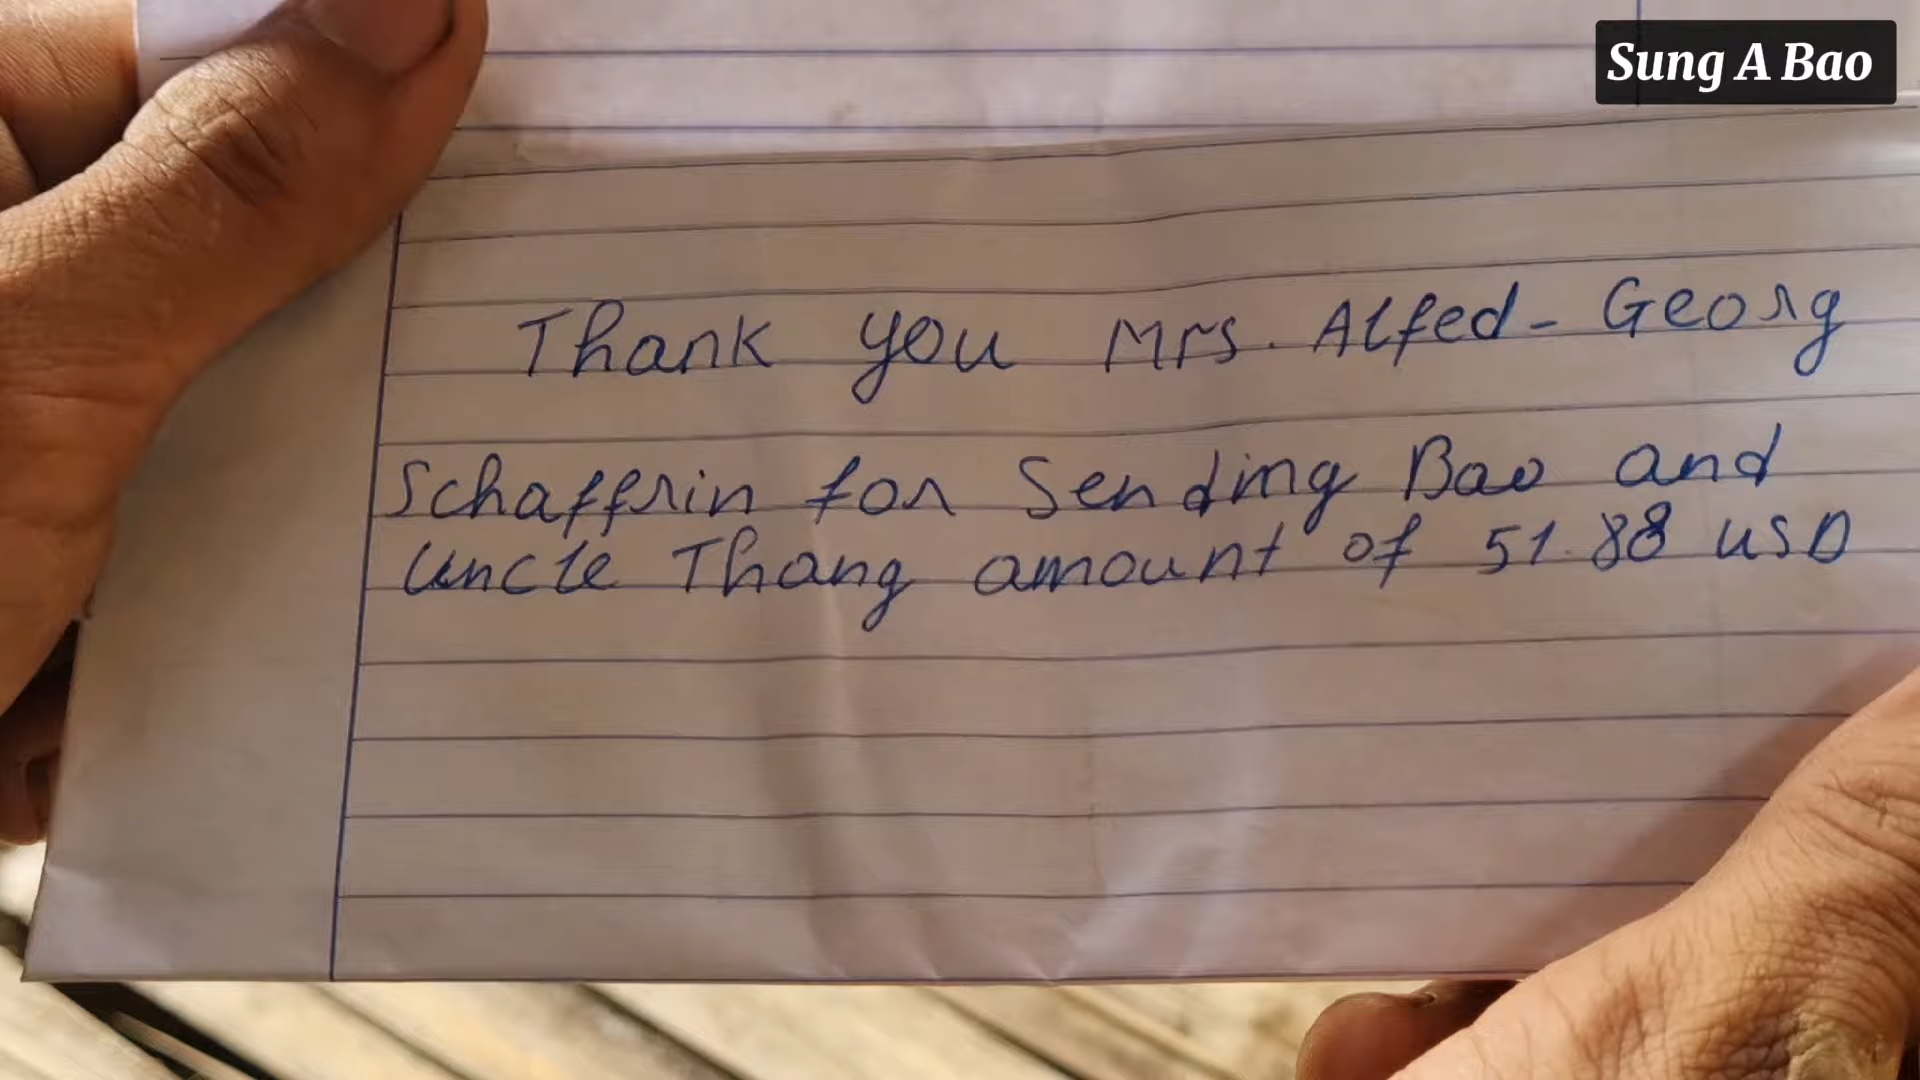 Sung A Bao
Thank you Mrs. Alfed - Georg
Schaffrin for Sending Bao and
Uncle Thang amount of 51.88 USD